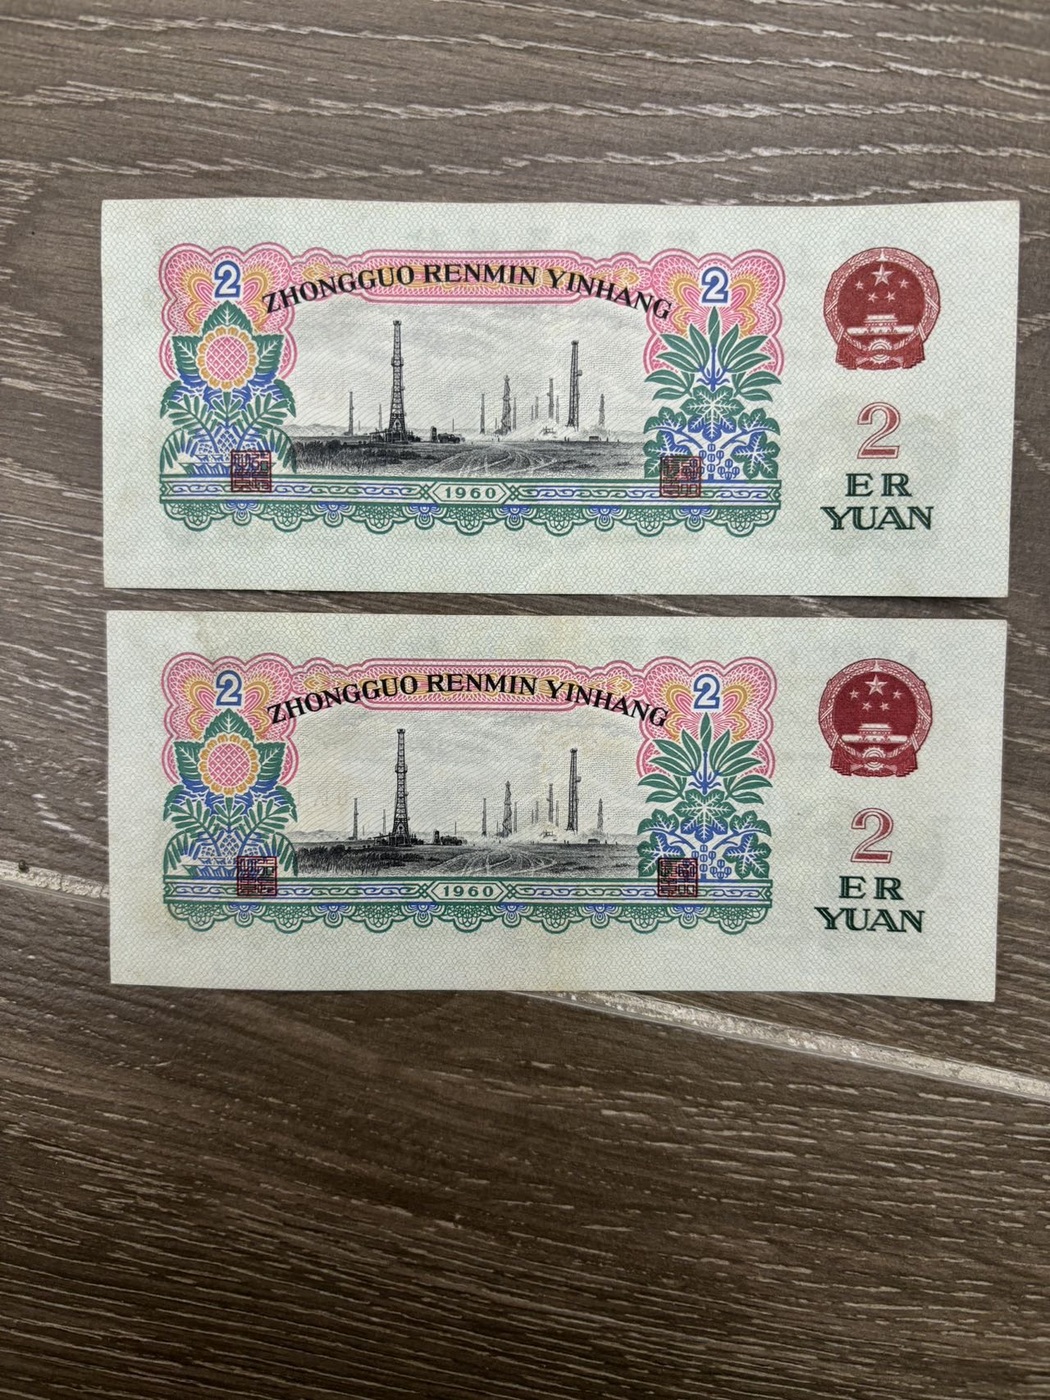 ZHONGGUO RENMIN YINHANG
2 2
1960
2
ER
YUAN
ZHONGGUO RENMIN YINHANG
2 2
1960
2
ER
YUAN